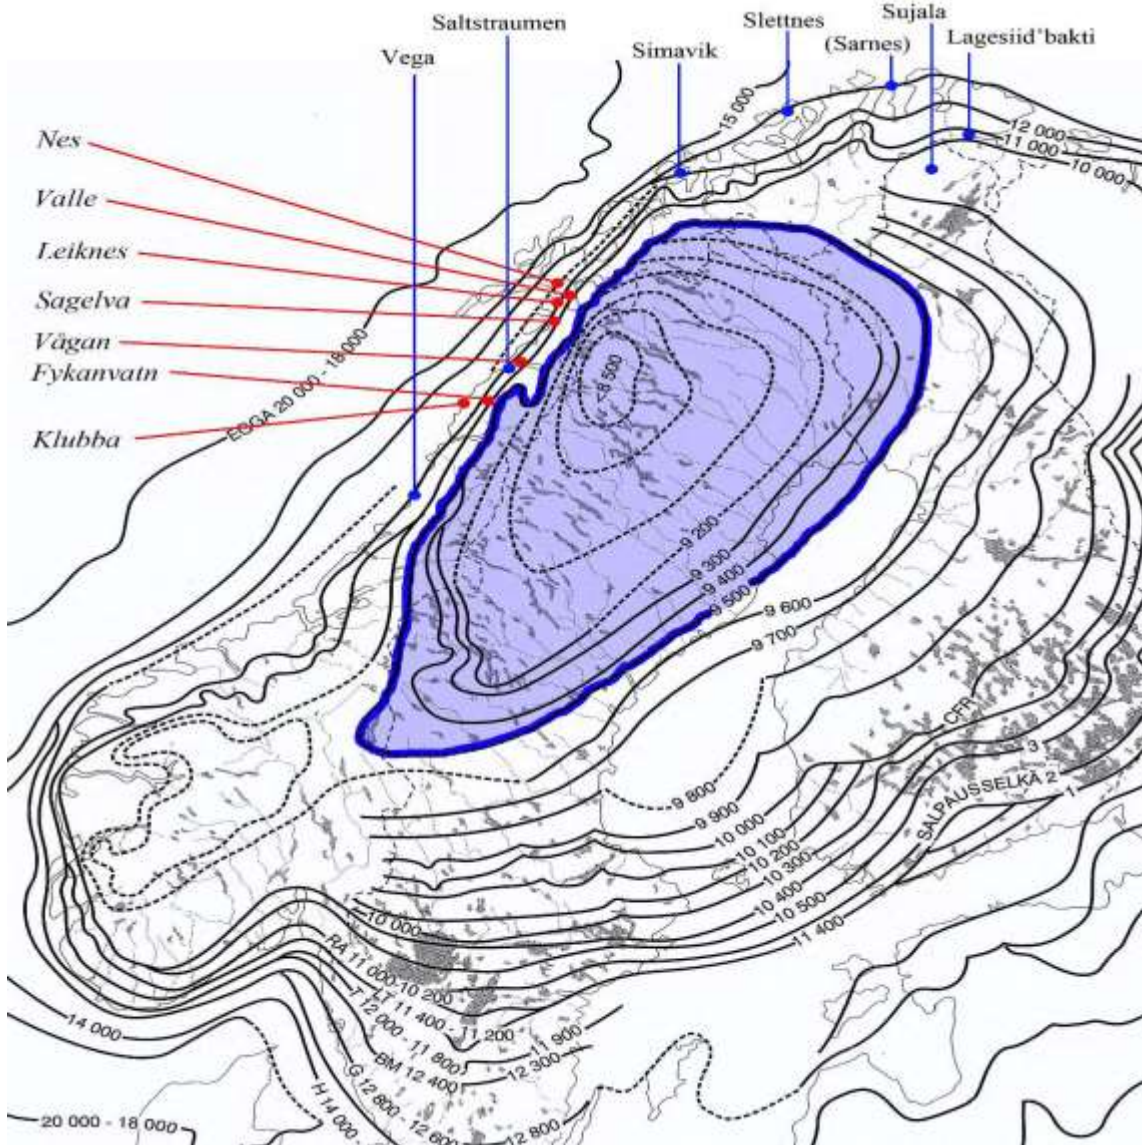 Sujala
Slettnes
Saltstraumen
(Sarnes)
Lagesiid'bakti
Simavik
Vega
15 000
12 000
11 000
10 000
Nes
Valle
Leiknes
Sagelva
Vågan
Fykanvatn
Klubba
EGGA 20 000 - 18 000
8 500
9 200
9 300
9 400
9 500
9 600
9 700
CFR
3
SALPAUSSELKÄ 2
1
9 800
9 900
10 000
10 100
10 200
10 300
10 400
10 500
11 400
10 000
RA 11 000-10 200
LT 11 400 - 11 200
T 12 000 - 11 800
11 900
BM 12 400
12 300
14 000
G 12 800 - 12 600
H 14 000 -
12 800
20 000 - 18 000